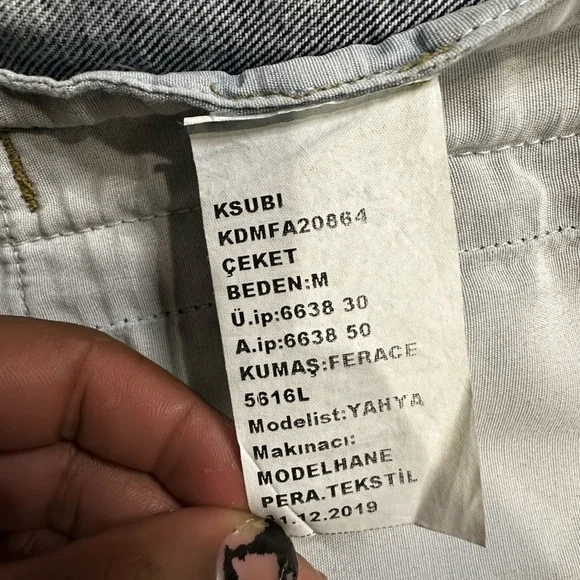 KSUBI
KDMFA20864
ÇEKET
BEDEN:M
Ü.ip:6638 30
A.ip:6638 50
KUMAŞ:FERACE
5616L
Modelist:YAHYA
Makınacı:
MODELHANE
PERA.TEKSTİL
.12.2019